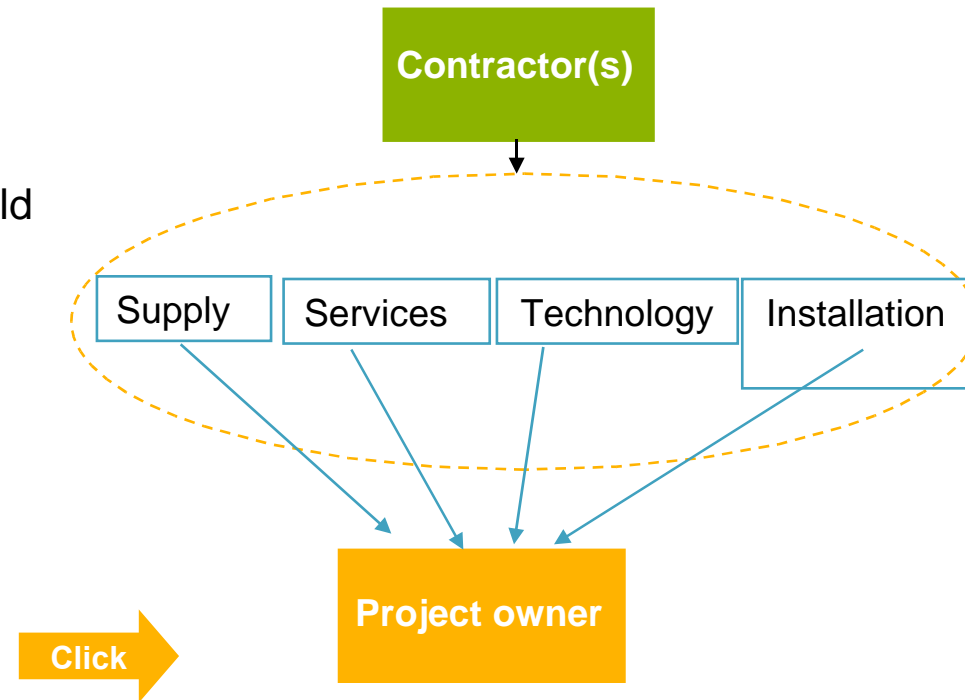 Contractor(s)
ld
Supply
Services
Technology
Installation
Project owner
Click